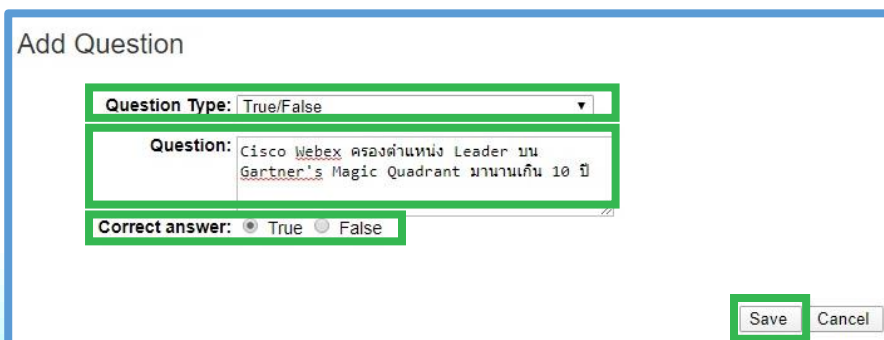 Add Question
Question Type: True/False
Question: Cisco Webex ครองตำแหน่ง Leader บน
Gartner's Magic Quadrant มานานเกิน 10 ปี
Correct answer: True False
Save Cancel